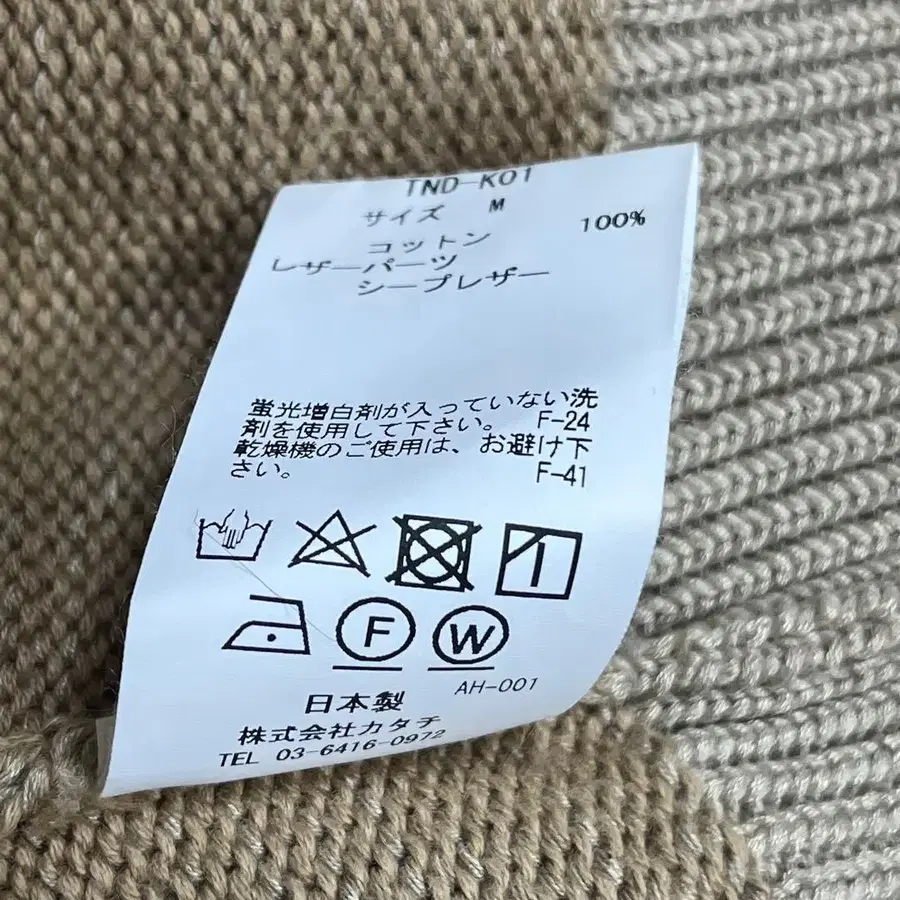 TND-K01
サイズ M
コットン 100%
レザーパーツ
シープレザー
蛍光増白剤が入っていない洗
剤を使用して下さい。 F-24
乾燥機のご使用は、お避け下
さい。 F-41
F W
日本製 AH-001
株式会社カタチ
TEL 03-6416-0972